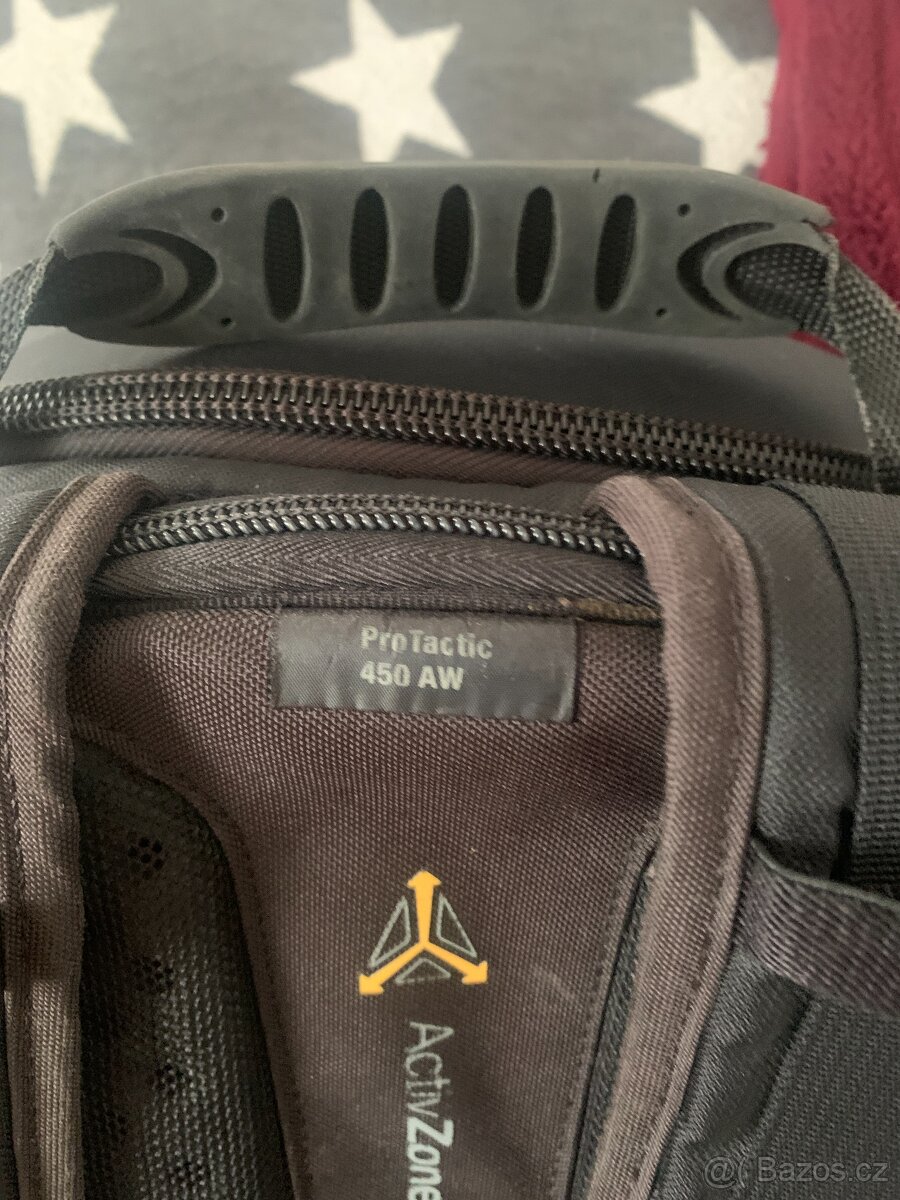 ProTactic
450 AW
ActivZone
@( Bazos.cz